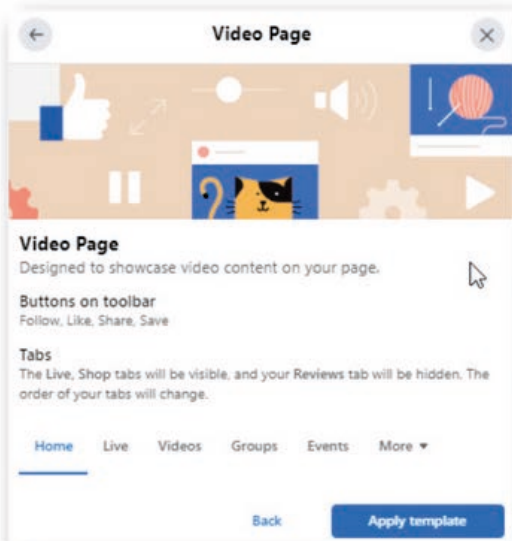 Video Page
Video Page
Designed to showcase video content on your page.
Buttons on toolbar
Follow, Like, Share, Save
Tabs
The Live, Shop tabs will be visible, and your Reviews tab will be hidden. The
order of your tabs will change.
Home Live Videos Groups Events More
Back Apply template